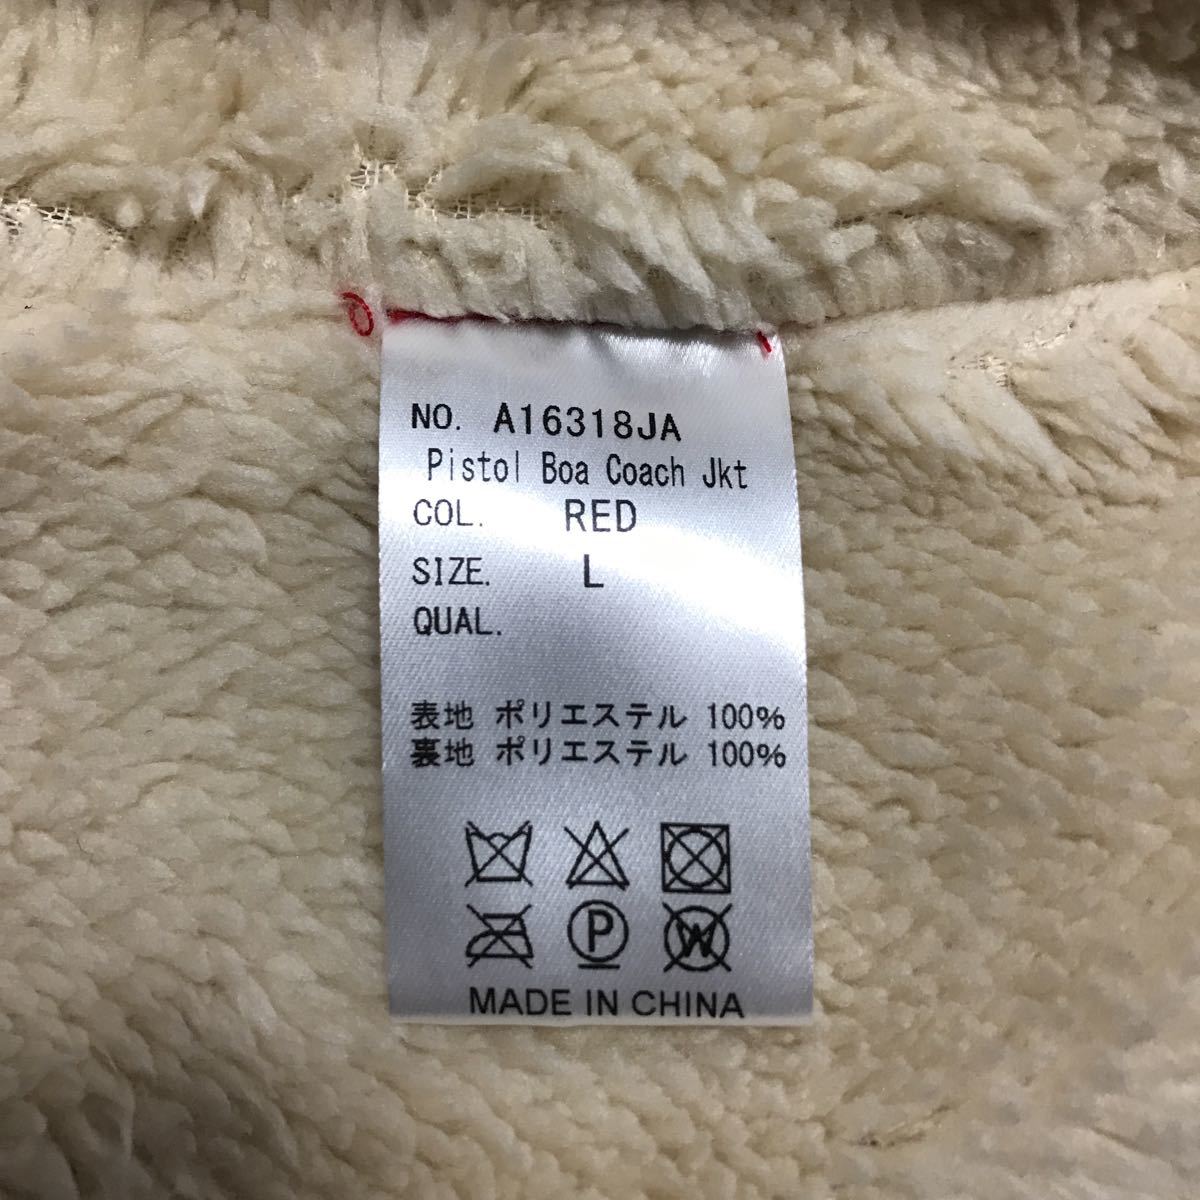 NO. A16318JA
Pistol Boa Coach Jkt
COL. RED
SIZE. L
QUAL.
表地 ポリエステル 100%
裏地 ポリエステル 100%
P
W
MADE IN CHINA